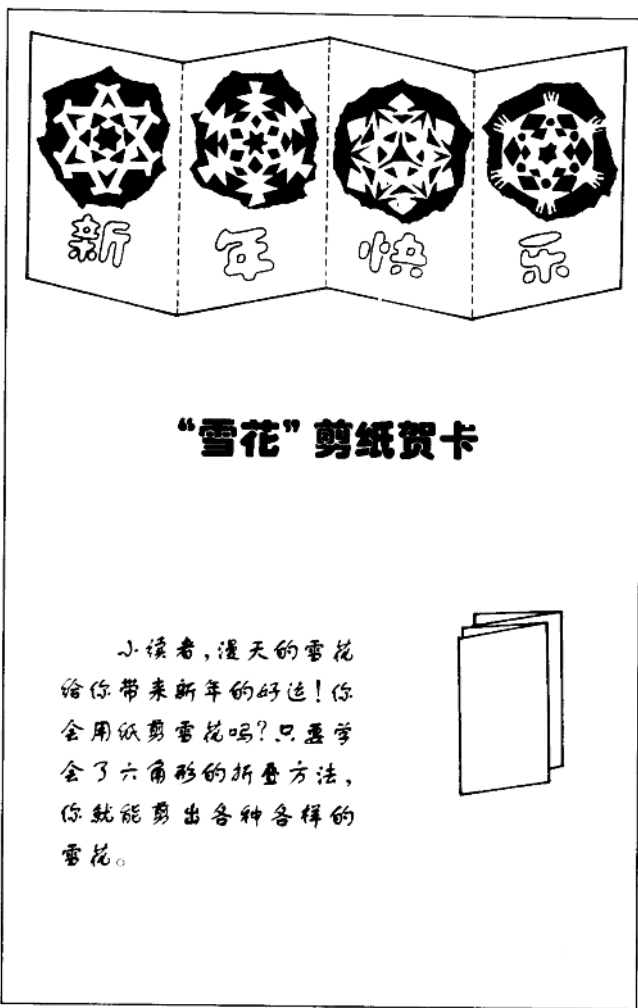 新 年 快 乐
“雪花”剪纸贺卡
小读者，漫天的雪花
给你带来新年的好运！你
会用纸剪雪花吗？只要学
会了六角形的折叠方法，
你就能剪出各种各样的
雪花。